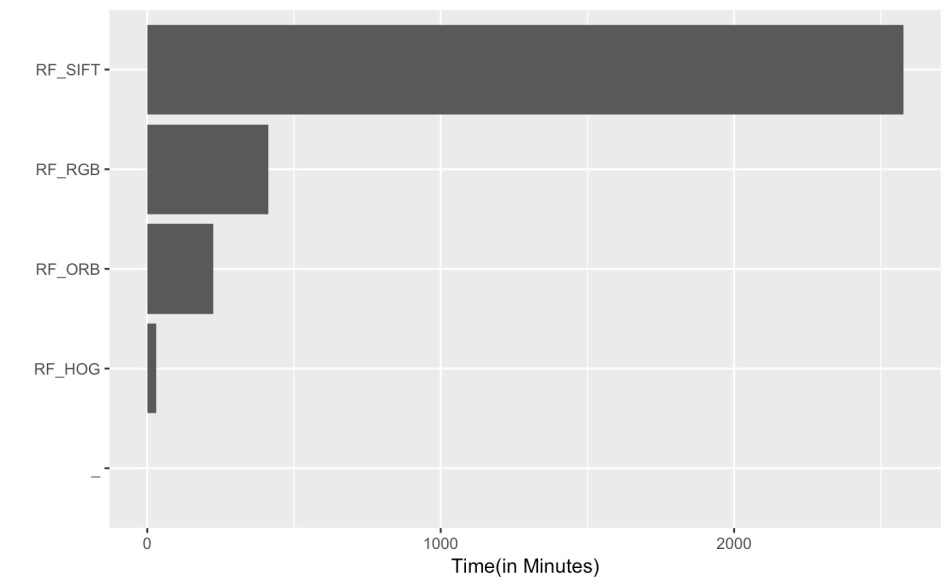 RF_SIFT
RF_RGB
RF_ORB
RF_HOG
_
0 1000 2000
Time(in Minutes)